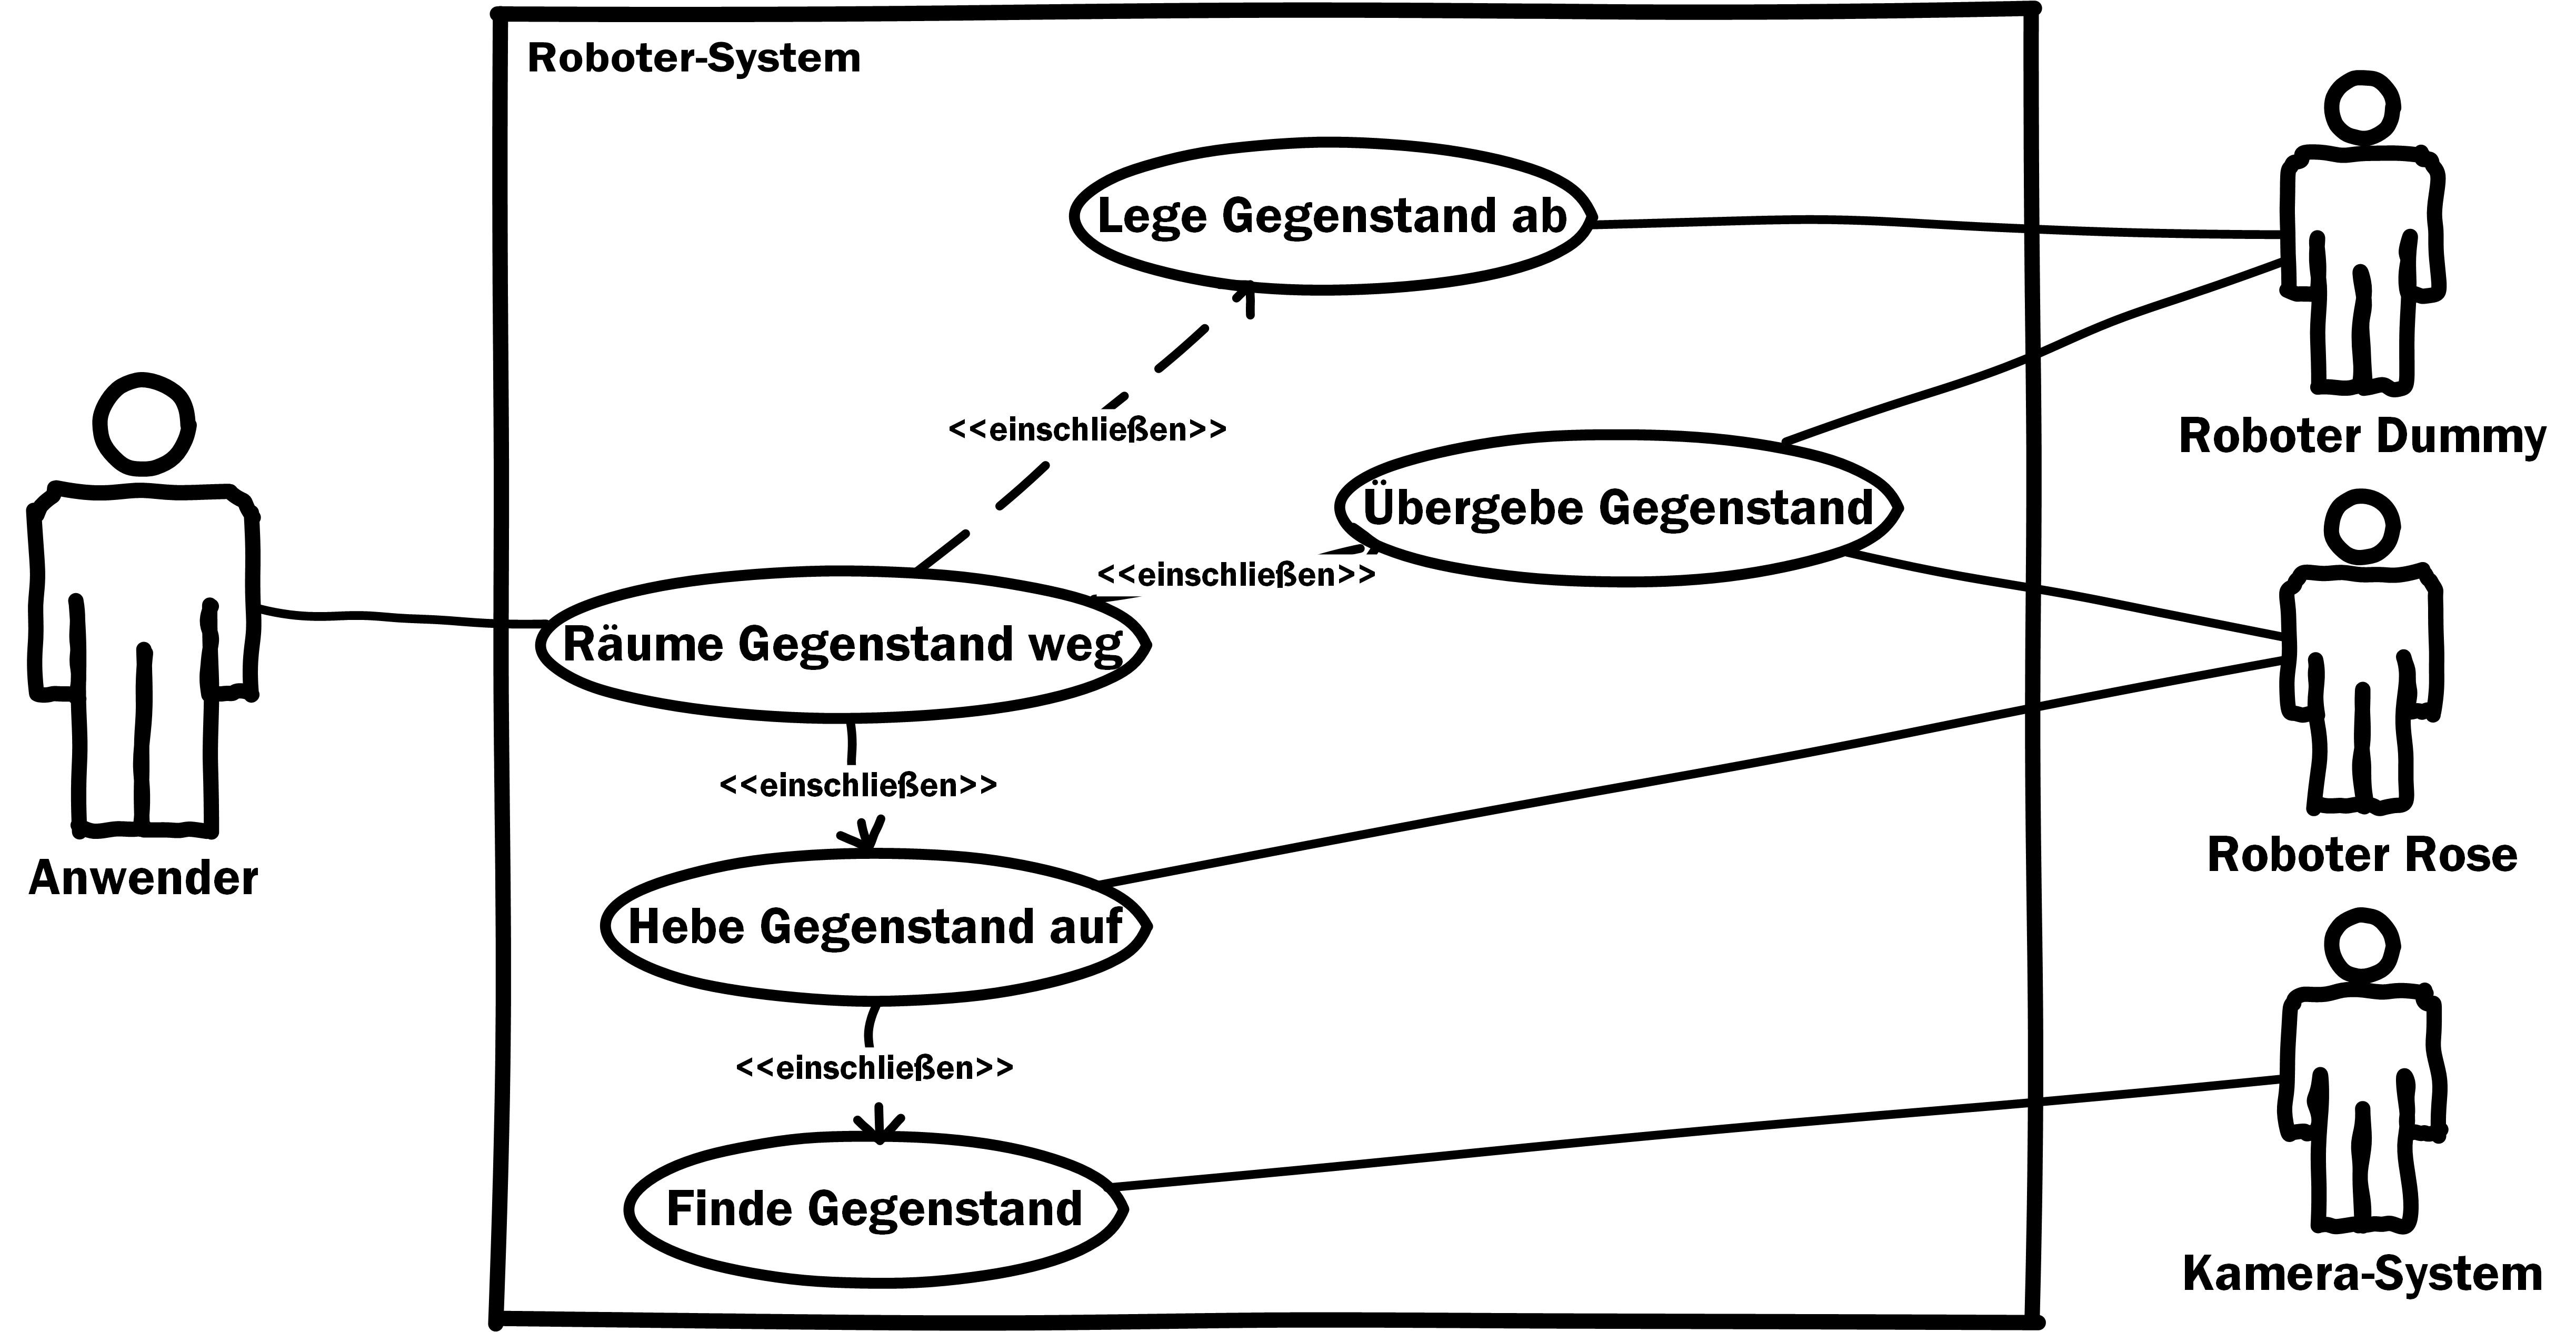 Roboter-System
Lege Gegenstand ab
<<einschließen>>
Roboter Dummy
Übergebe Gegenstand
<<einschließen>>
Räume Gegenstand weg
<<einschließen>>
Roboter Rose
Anwender
Hebe Gegenstand auf
<<einschließen>>
Finde Gegenstand
Kamera-System